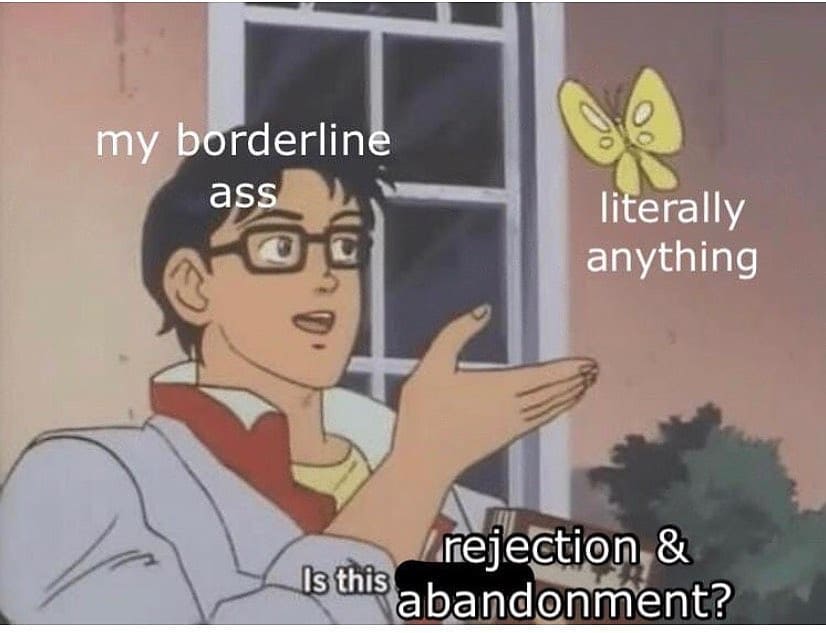 my borderline
ass
literally
anything
Is this rejection &
abandonment?